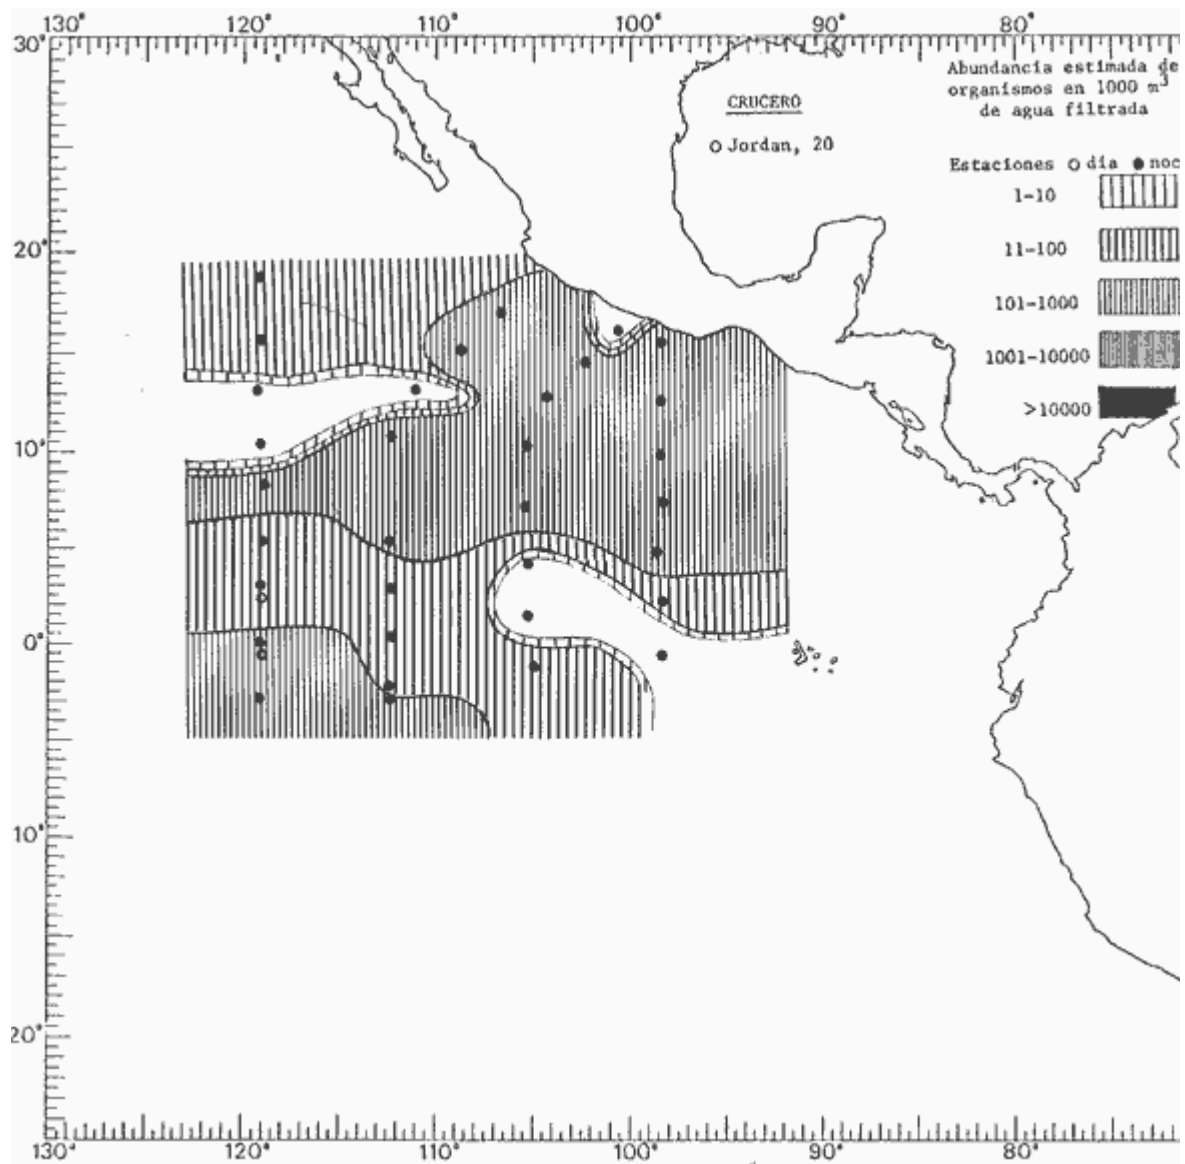 130° 120° 110° 100° 90° 80°
30°
Abundancia estimada de
organismos en 1000 m³
de agua filtrada
CRUCERO
o Jordan, 20
Estaciones o día ● noc
1-10
11-100
20°
101-1000
1001-10000
>10000
10°
0°
10°
20°
130° 120° 110° 100° 90° 80°